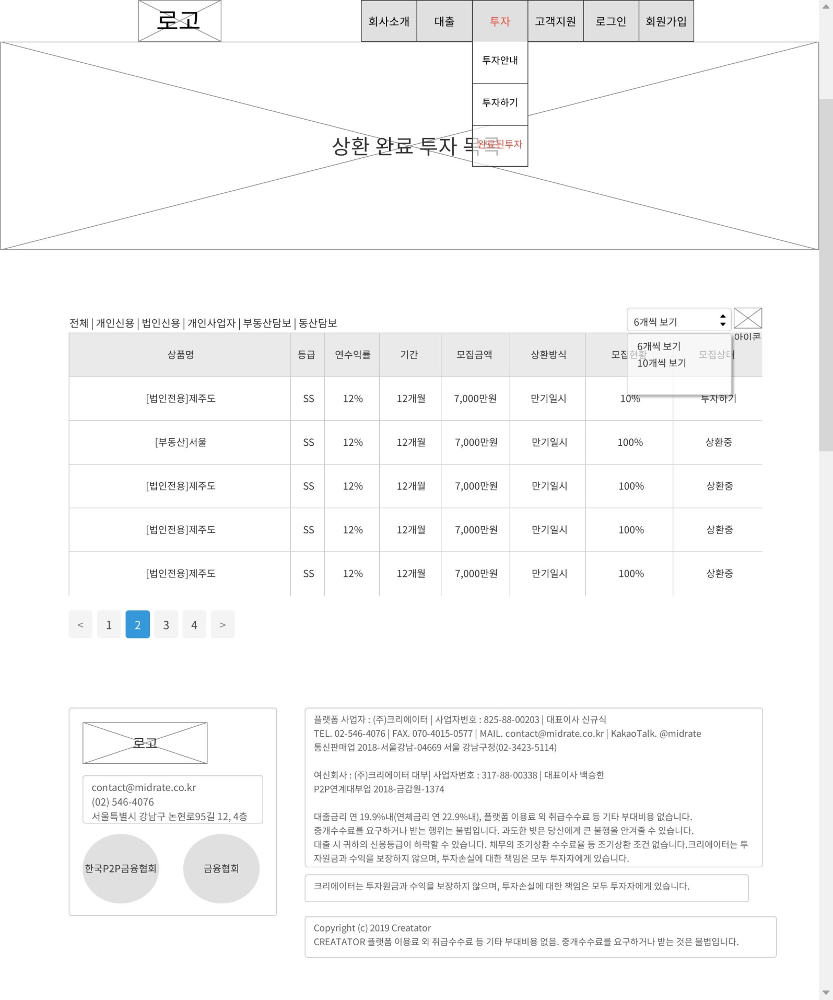 로고
회사소개 대출 투자 고객지원 로그인 회원가입
투자안내
투자하기
완료된투자
상환 완료 투자 목록
전체 | 개인신용 | 법인신용 | 개인사업자 | 부동산담보 | 동산담보
6개씩 보기
아이콘
6개씩 보기
10개씩 보기
상품명 등급 연수익률 기간 모집금액 상환방식 모집현황 모집상태
[법인전용]제주도 SS 12% 12개월 7,000만원 만기일시 10% 투자하기
[부동산]서울 SS 12% 12개월 7,000만원 만기일시 100% 상환중
[법인전용]제주도 SS 12% 12개월 7,000만원 만기일시 100% 상환중
[법인전용]제주도 SS 12% 12개월 7,000만원 만기일시 100% 상환중
[법인전용]제주도 SS 12% 12개월 7,000만원 만기일시 100% 상환중
< 1 2 3 4 >
로고
contact@midrate.co.kr
(02) 546-4076
서울특별시 강남구 논현로95길 12, 4층
한국P2P금융협회 금융협회
플랫폼 사업자 : (주)크리에이터 | 사업자번호 : 825-88-00203 | 대표이사 신규식
TEL. 02-546-4076 | FAX. 070-4015-0577 | MAIL. contact@midrate.co.kr | KakaoTalk. @midrate
통신판매업 2018-서울강남-04669 서울 강남구청(02-3423-5114)
여신회사 : (주)크리에이터 대부| 사업자번호 : 317-88-00338 | 대표이사 백승한
P2P연계대부업 2018-금감원-1374
대출금리 연 19.9%내(연체금리 연 22.9%내), 플랫폼 이용료 외 취급수수료 등 기타 부대비용 없습니다.
중개수수료를 요구하거나 받는 행위는 불법입니다. 과도한 빚은 당신에게 큰 불행을 안겨줄 수 있습니다.
대출 시 귀하의 신용등급이 하락할 수 있습니다. 채무의 조기상환 수수료율 등 조기상환 조건 없습니다.크리에이터는 투
자원금과 수익을 보장하지 않으며, 투자손실에 대한 책임은 모두 투자자에게 있습니다.
크리에이터는 투자원금과 수익을 보장하지 않으며, 투자손실에 대한 책임은 모두 투자자에게 있습니다.
Copyright (c) 2019 Creatator
CREATATOR 플랫폼 이용료 외 취급수수료 등 기타 부대비용 없음. 중개수수료를 요구하거나 받는 것은 불법입니다.